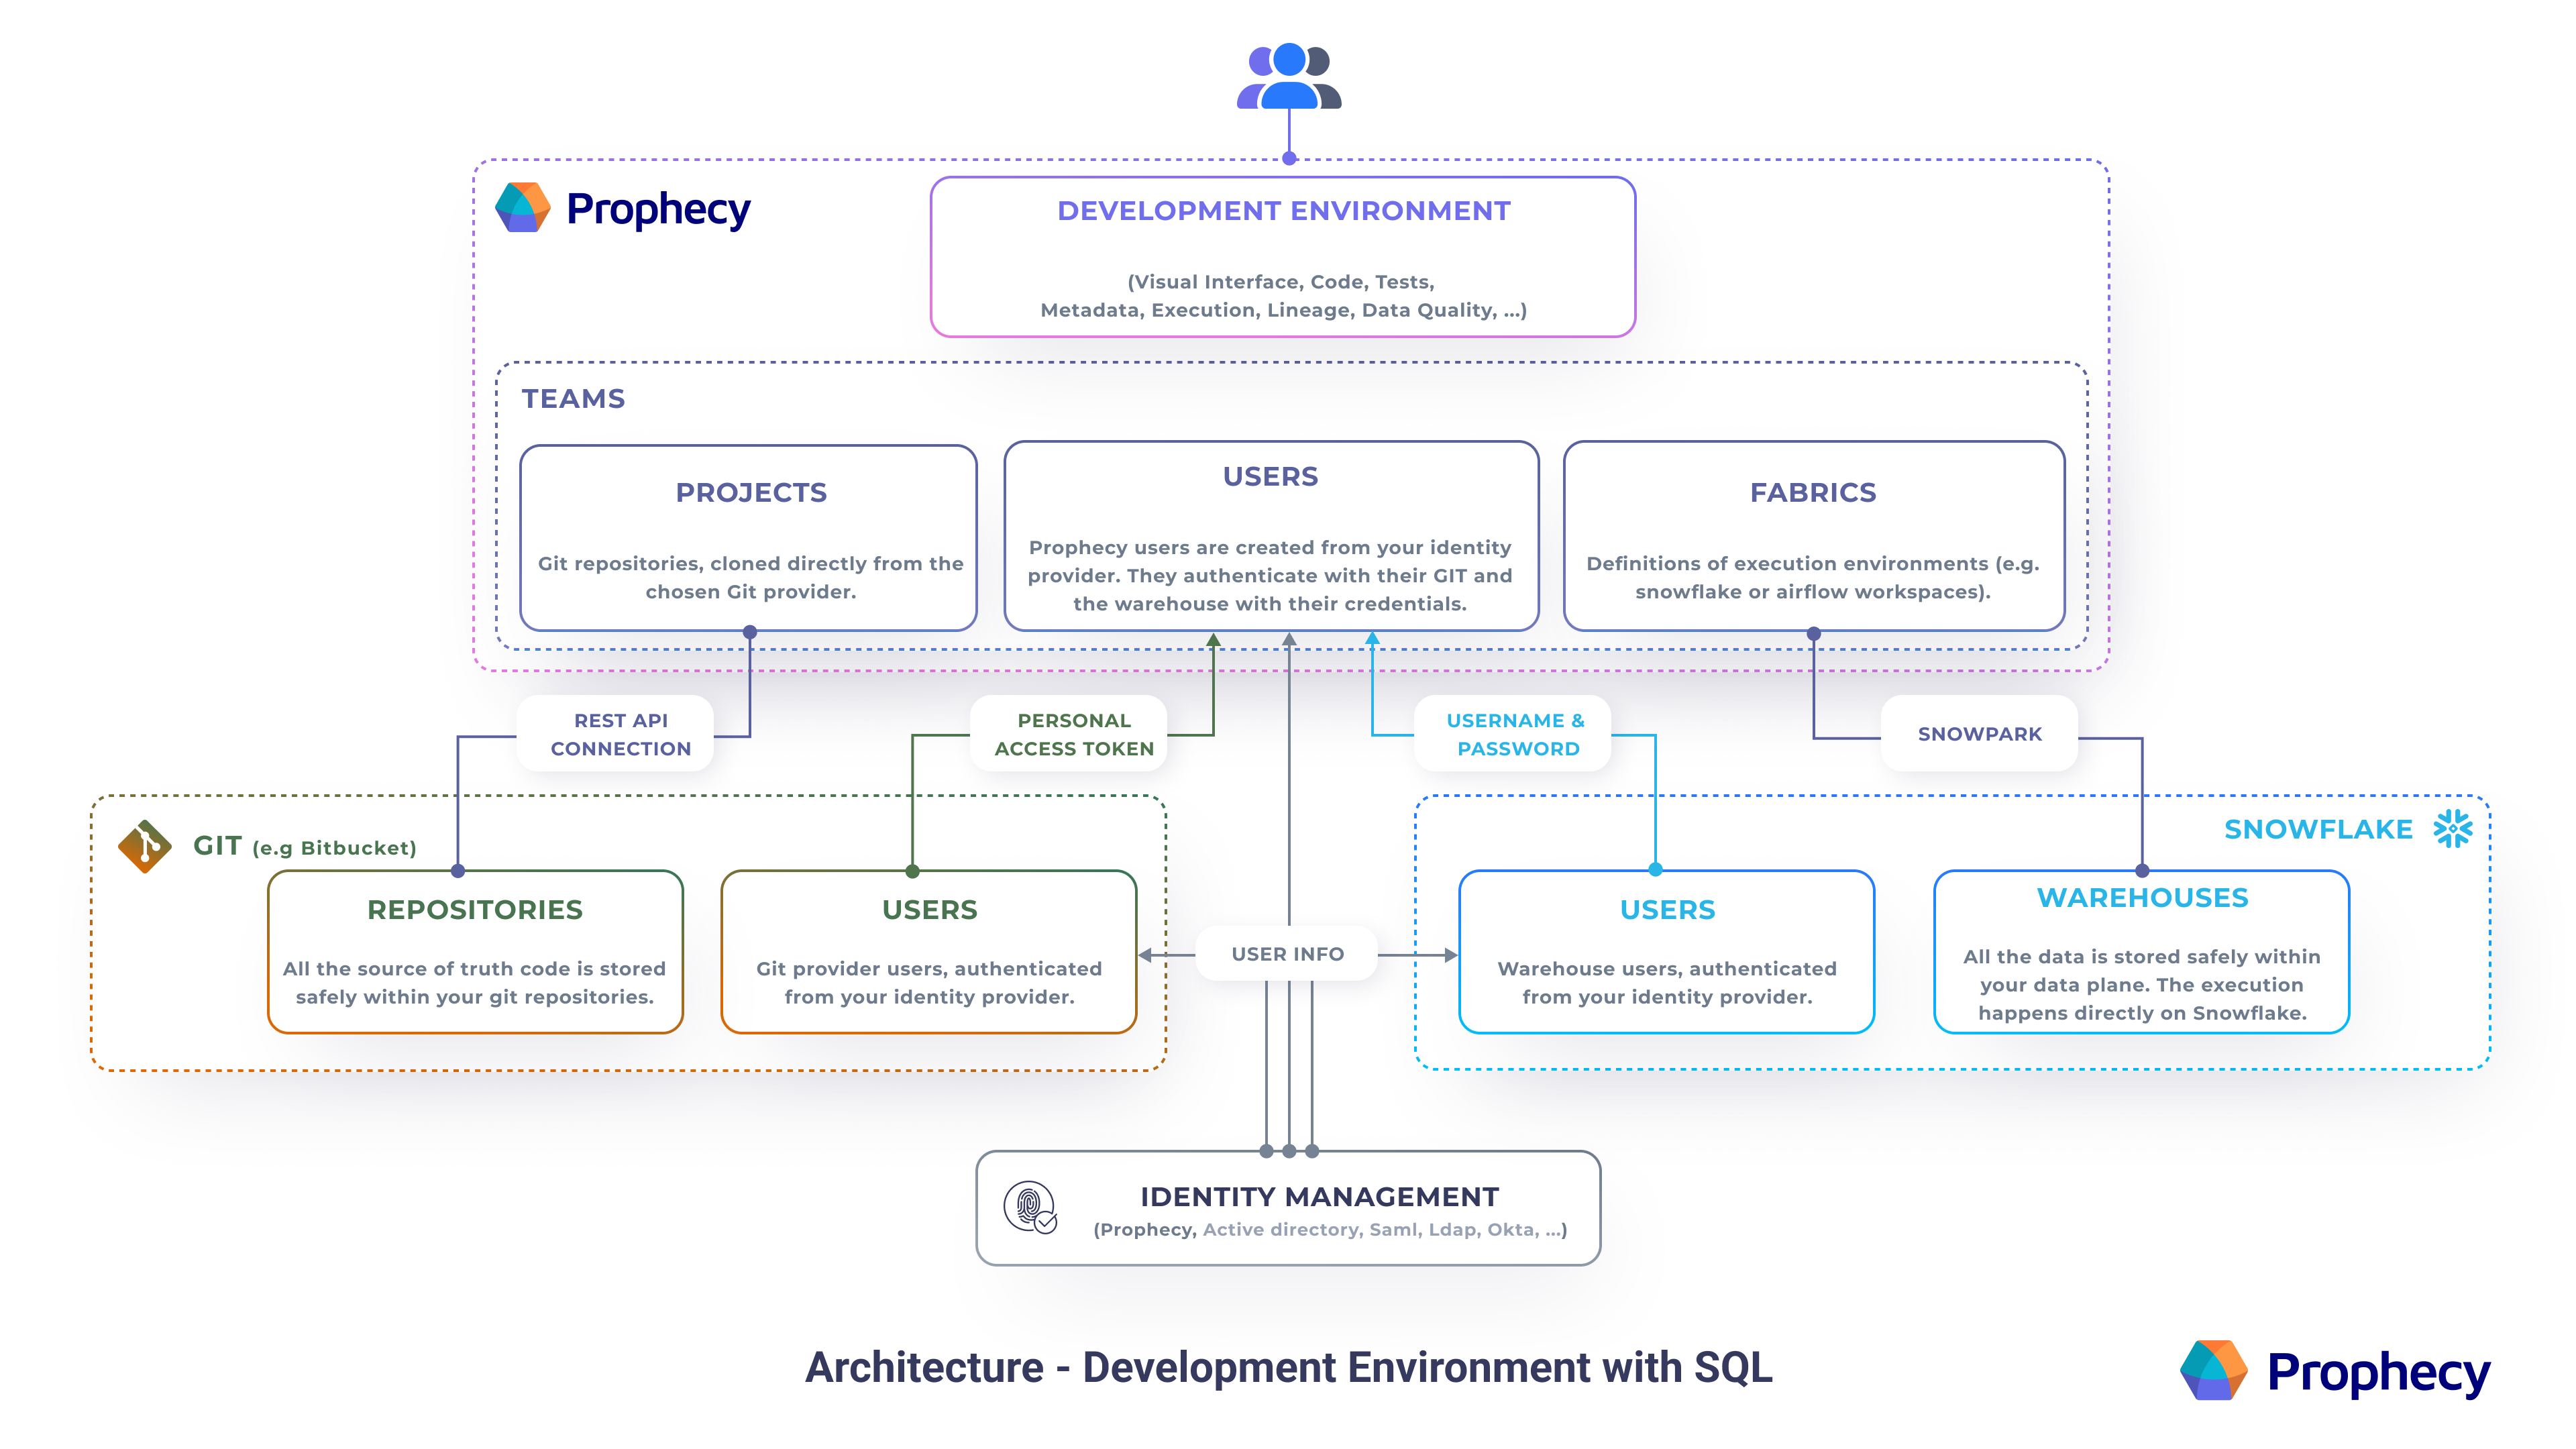 Prophecy
DEVELOPMENT ENVIRONMENT
(Visual Interface, Code, Tests,
Metadata, Execution, Lineage, Data Quality, ...)
TEAMS
PROJECTS
Git repositories, cloned directly from the
chosen Git provider.
USERS
Prophecy users are created from your identity
provider. They authenticate with their GIT and
the warehouse with their credentials.
FABRICS
Definitions of execution environments (e.g.
snowflake or airflow workspaces).
REST API
CONNECTION
PERSONAL
ACCESS TOKEN
USERNAME &
PASSWORD
SNOWPARK
GIT (e.g Bitbucket)
REPOSITORIES
All the source of truth code is stored
safely within your git repositories.
USERS
Git provider users, authenticated
from your identity provider.
USER INFO
SNOWFLAKE
USERS
Warehouse users, authenticated
from your identity provider.
WAREHOUSES
All the data is stored safely within
your data plane. The execution
happens directly on Snowflake.
IDENTITY MANAGEMENT
(Prophecy, Active directory, Saml, Ldap, Okta, ...)
Architecture - Development Environment with SQL
Prophecy